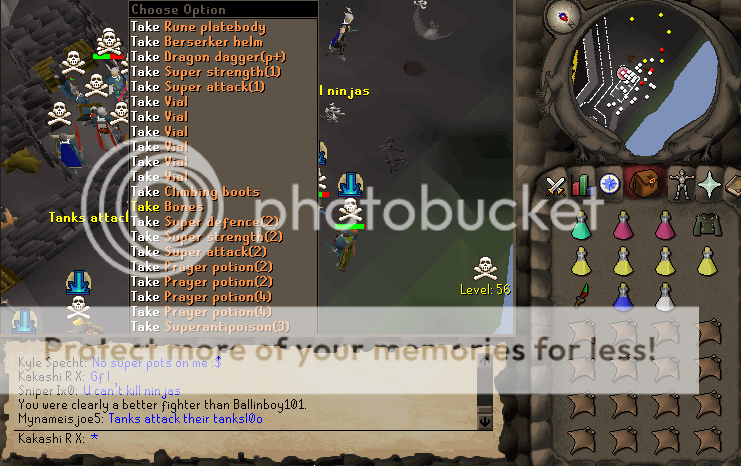 Choose Option
Take Rune platebody
Take Berserker helm
Take Dragon dagger(p+)
Take Super strength(1)
Take Super attack(1)
Take Vial
Take Vial
Take Vial
Take Vial
Take Vial
Take Vial
Take Climbing boots
Take Bones
Take Super defence(2)
Take Super strength(2)
Take Super attack(2)
Take Prayer potion(2)
Take Prayer potion(2)
Take Prayer potion(4)
Take Prayer potion(4)
Take Superantipoison(3)
l ninjas
Tanks attac
Level: 56
photobucket
Protect more of your memories for less!
Kyle Specht: No super pots on me :$
Kakashi R X: Gf l
Sniper Ix0: U can't kill ninjas
You were clearly a better fighter than Ballinboy101.
Mynameisjoe5: Tanks attack their tanksl0o
Kakashi R X: *